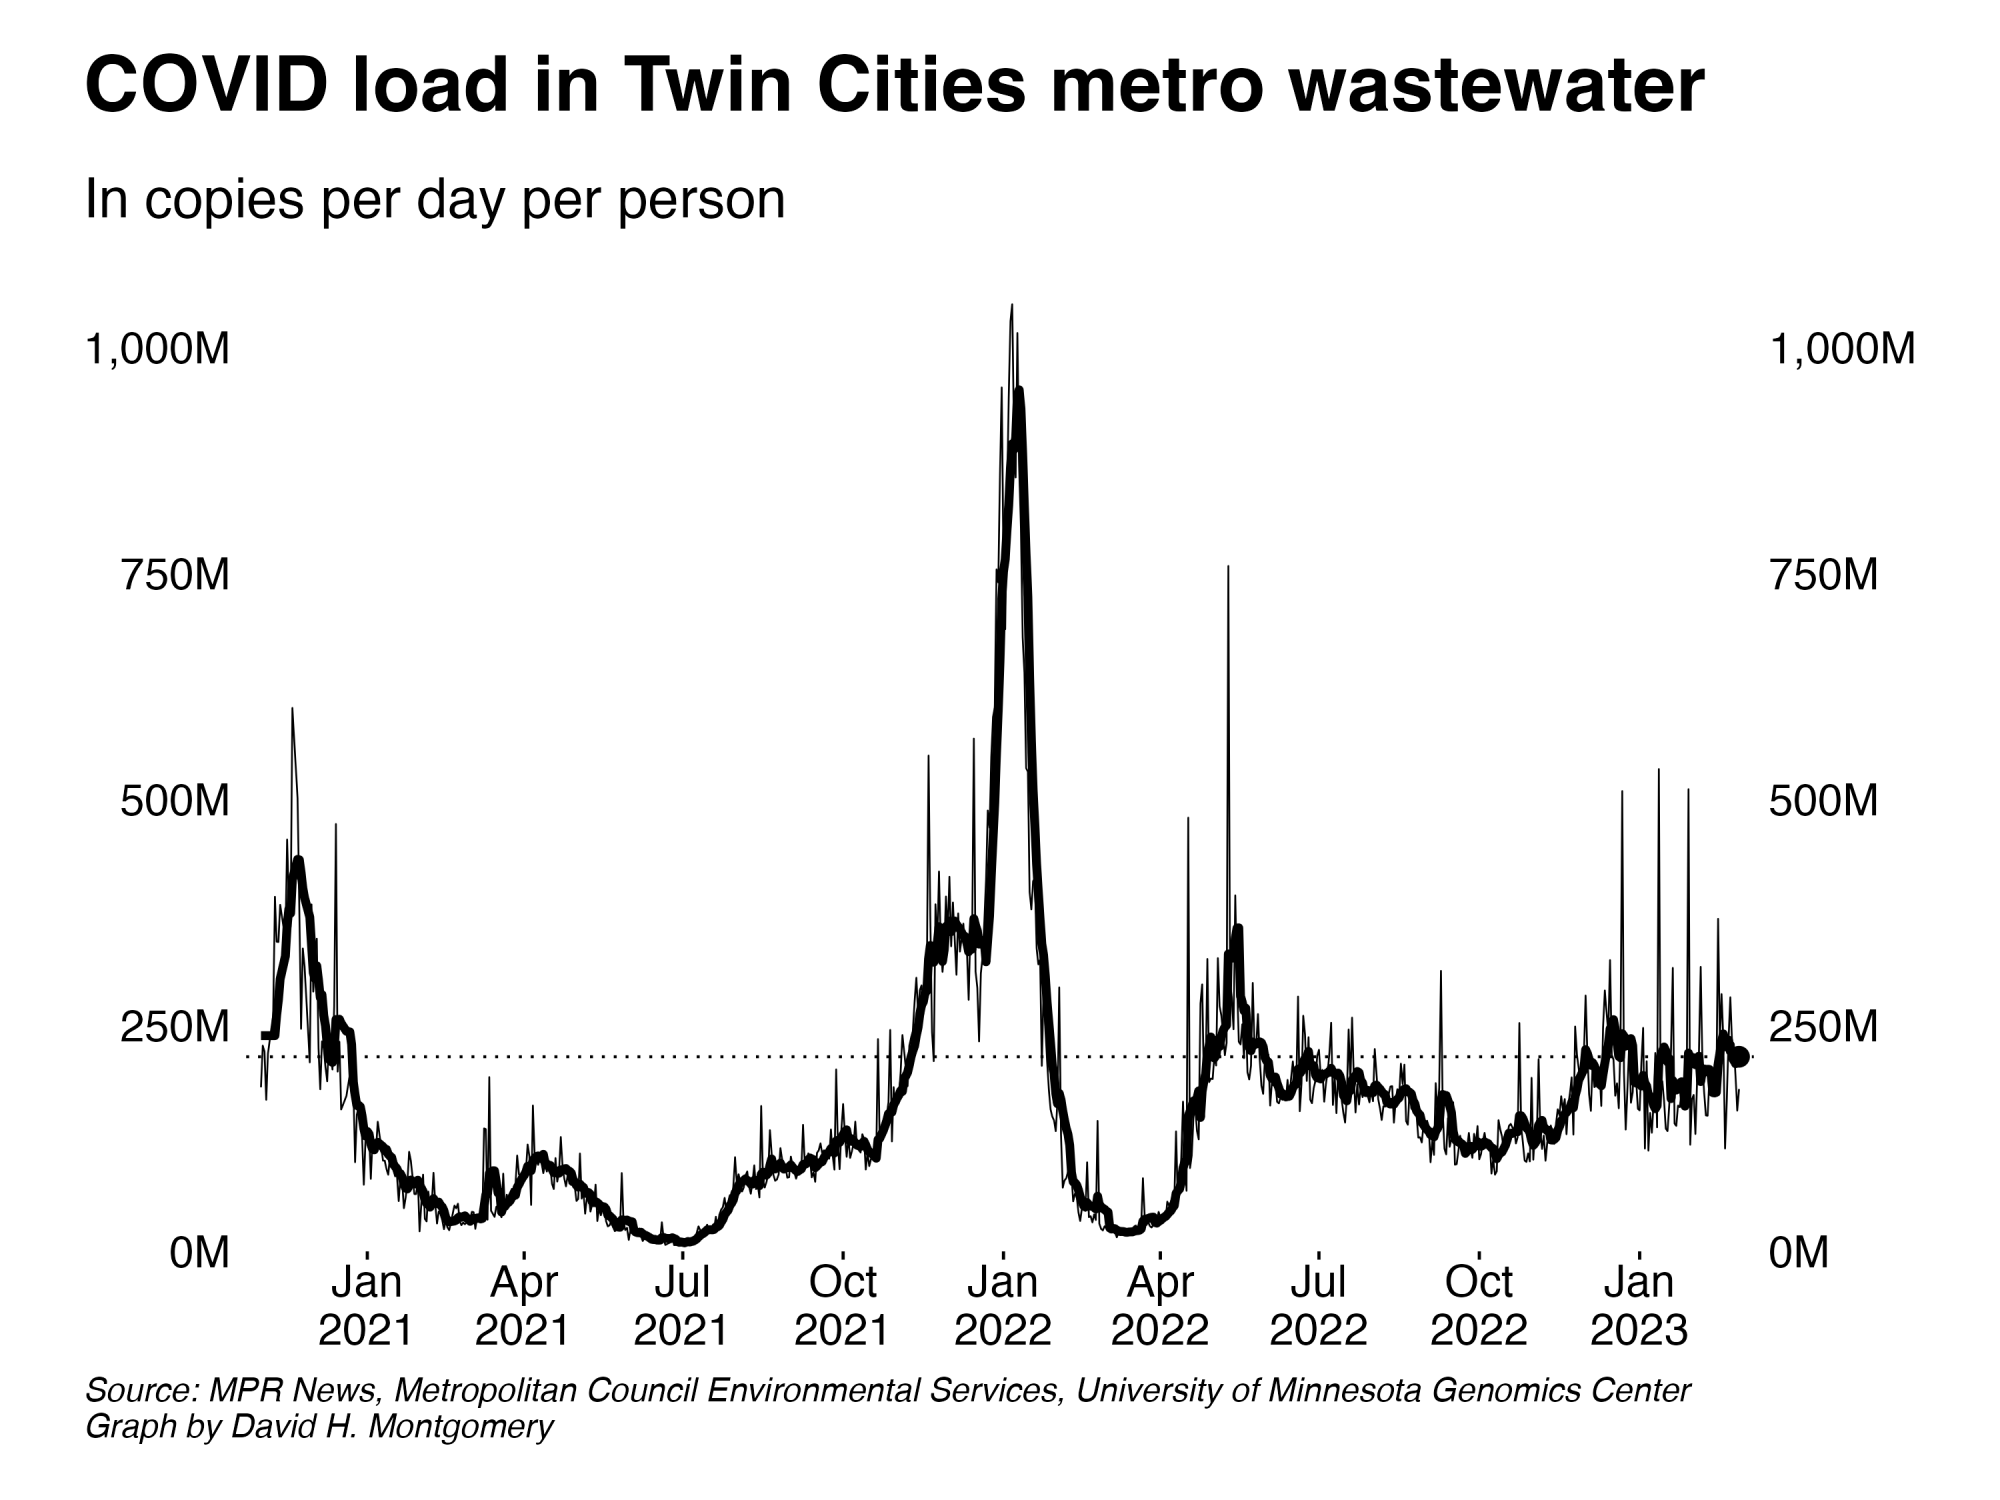 COVID load in Twin Cities metro wastewater
In copies per day per person
1,000M 1,000M
750M 750M
500M 500M
250M 250M
0M 0M
Jan Apr Jul Oct Jan Apr Jul Oct Jan
2021 2021 2021 2021 2022 2022 2022 2022 2023
Source: MPR News, Metropolitan Council Environmental Services, University of Minnesota Genomics Center
Graph by David H. Montgomery